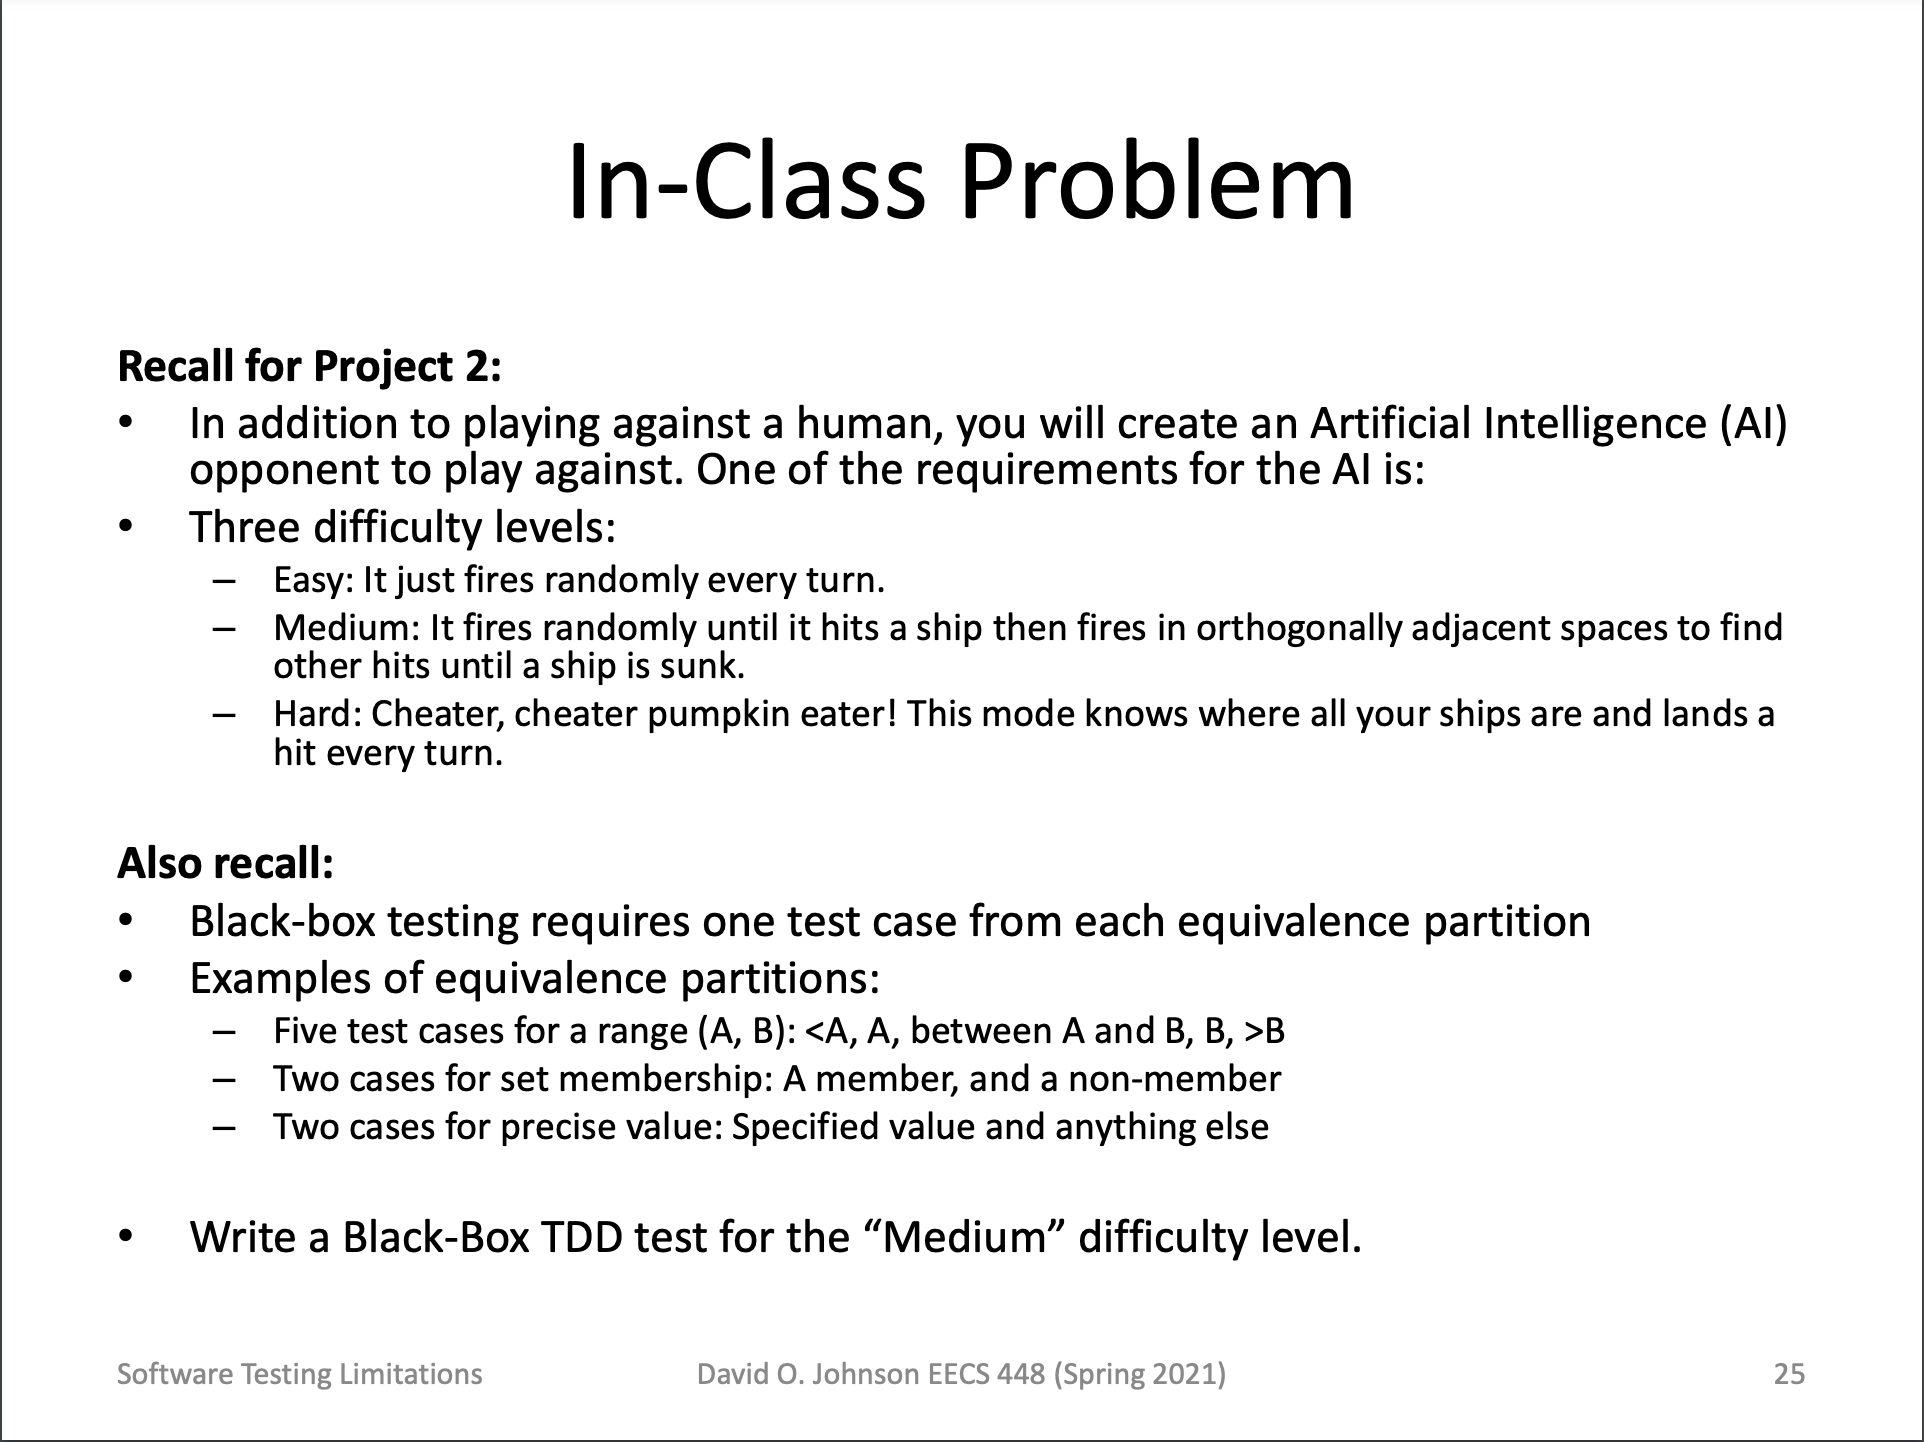 In-Class Problem
Recall for Project 2:
• In addition to playing against a human, you will create an Artificial Intelligence (AI)
opponent to play against. One of the requirements for the AI is:
• Three difficulty levels:
– Easy: It just fires randomly every turn.
– Medium: It fires randomly until it hits a ship then fires in orthogonally adjacent spaces to find
other hits until a ship is sunk.
– Hard: Cheater, cheater pumpkin eater! This mode knows where all your ships are and lands a
hit every turn.
Also recall:
• Black-box testing requires one test case from each equivalence partition
• Examples of equivalence partitions:
– Five test cases for a range (A, B): <A, A, between A and B, B, >B
– Two cases for set membership: A member, and a non-member
– Two cases for precise value: Specified value and anything else
• Write a Black-Box TDD test for the “Medium” difficulty level.
Software Testing Limitations David O. Johnson EECS 448 (Spring 2021) 25